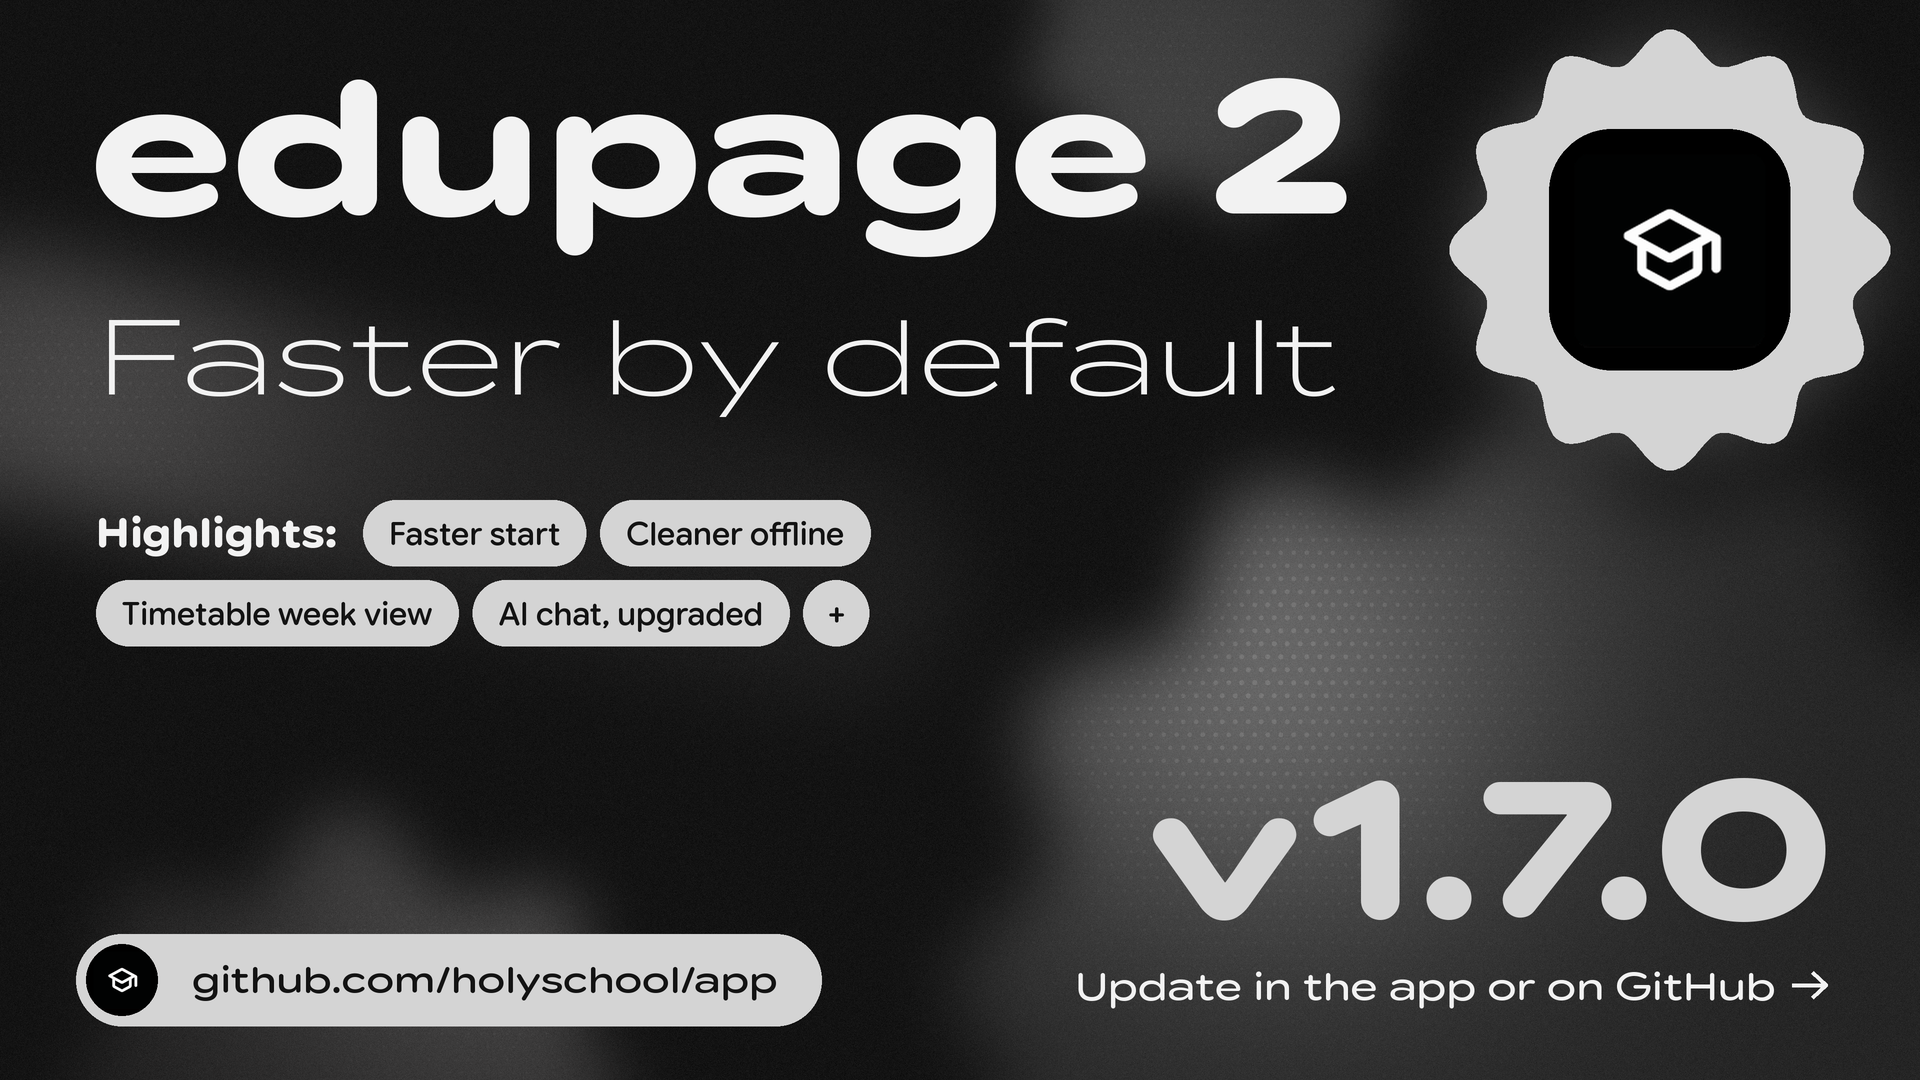 edupage 2
Faster by default
Highlights: Faster start Cleaner offline
Timetable week view AI chat, upgraded +
v1.7.0
github.com/holyschool/app
Update in the app or on GitHub →